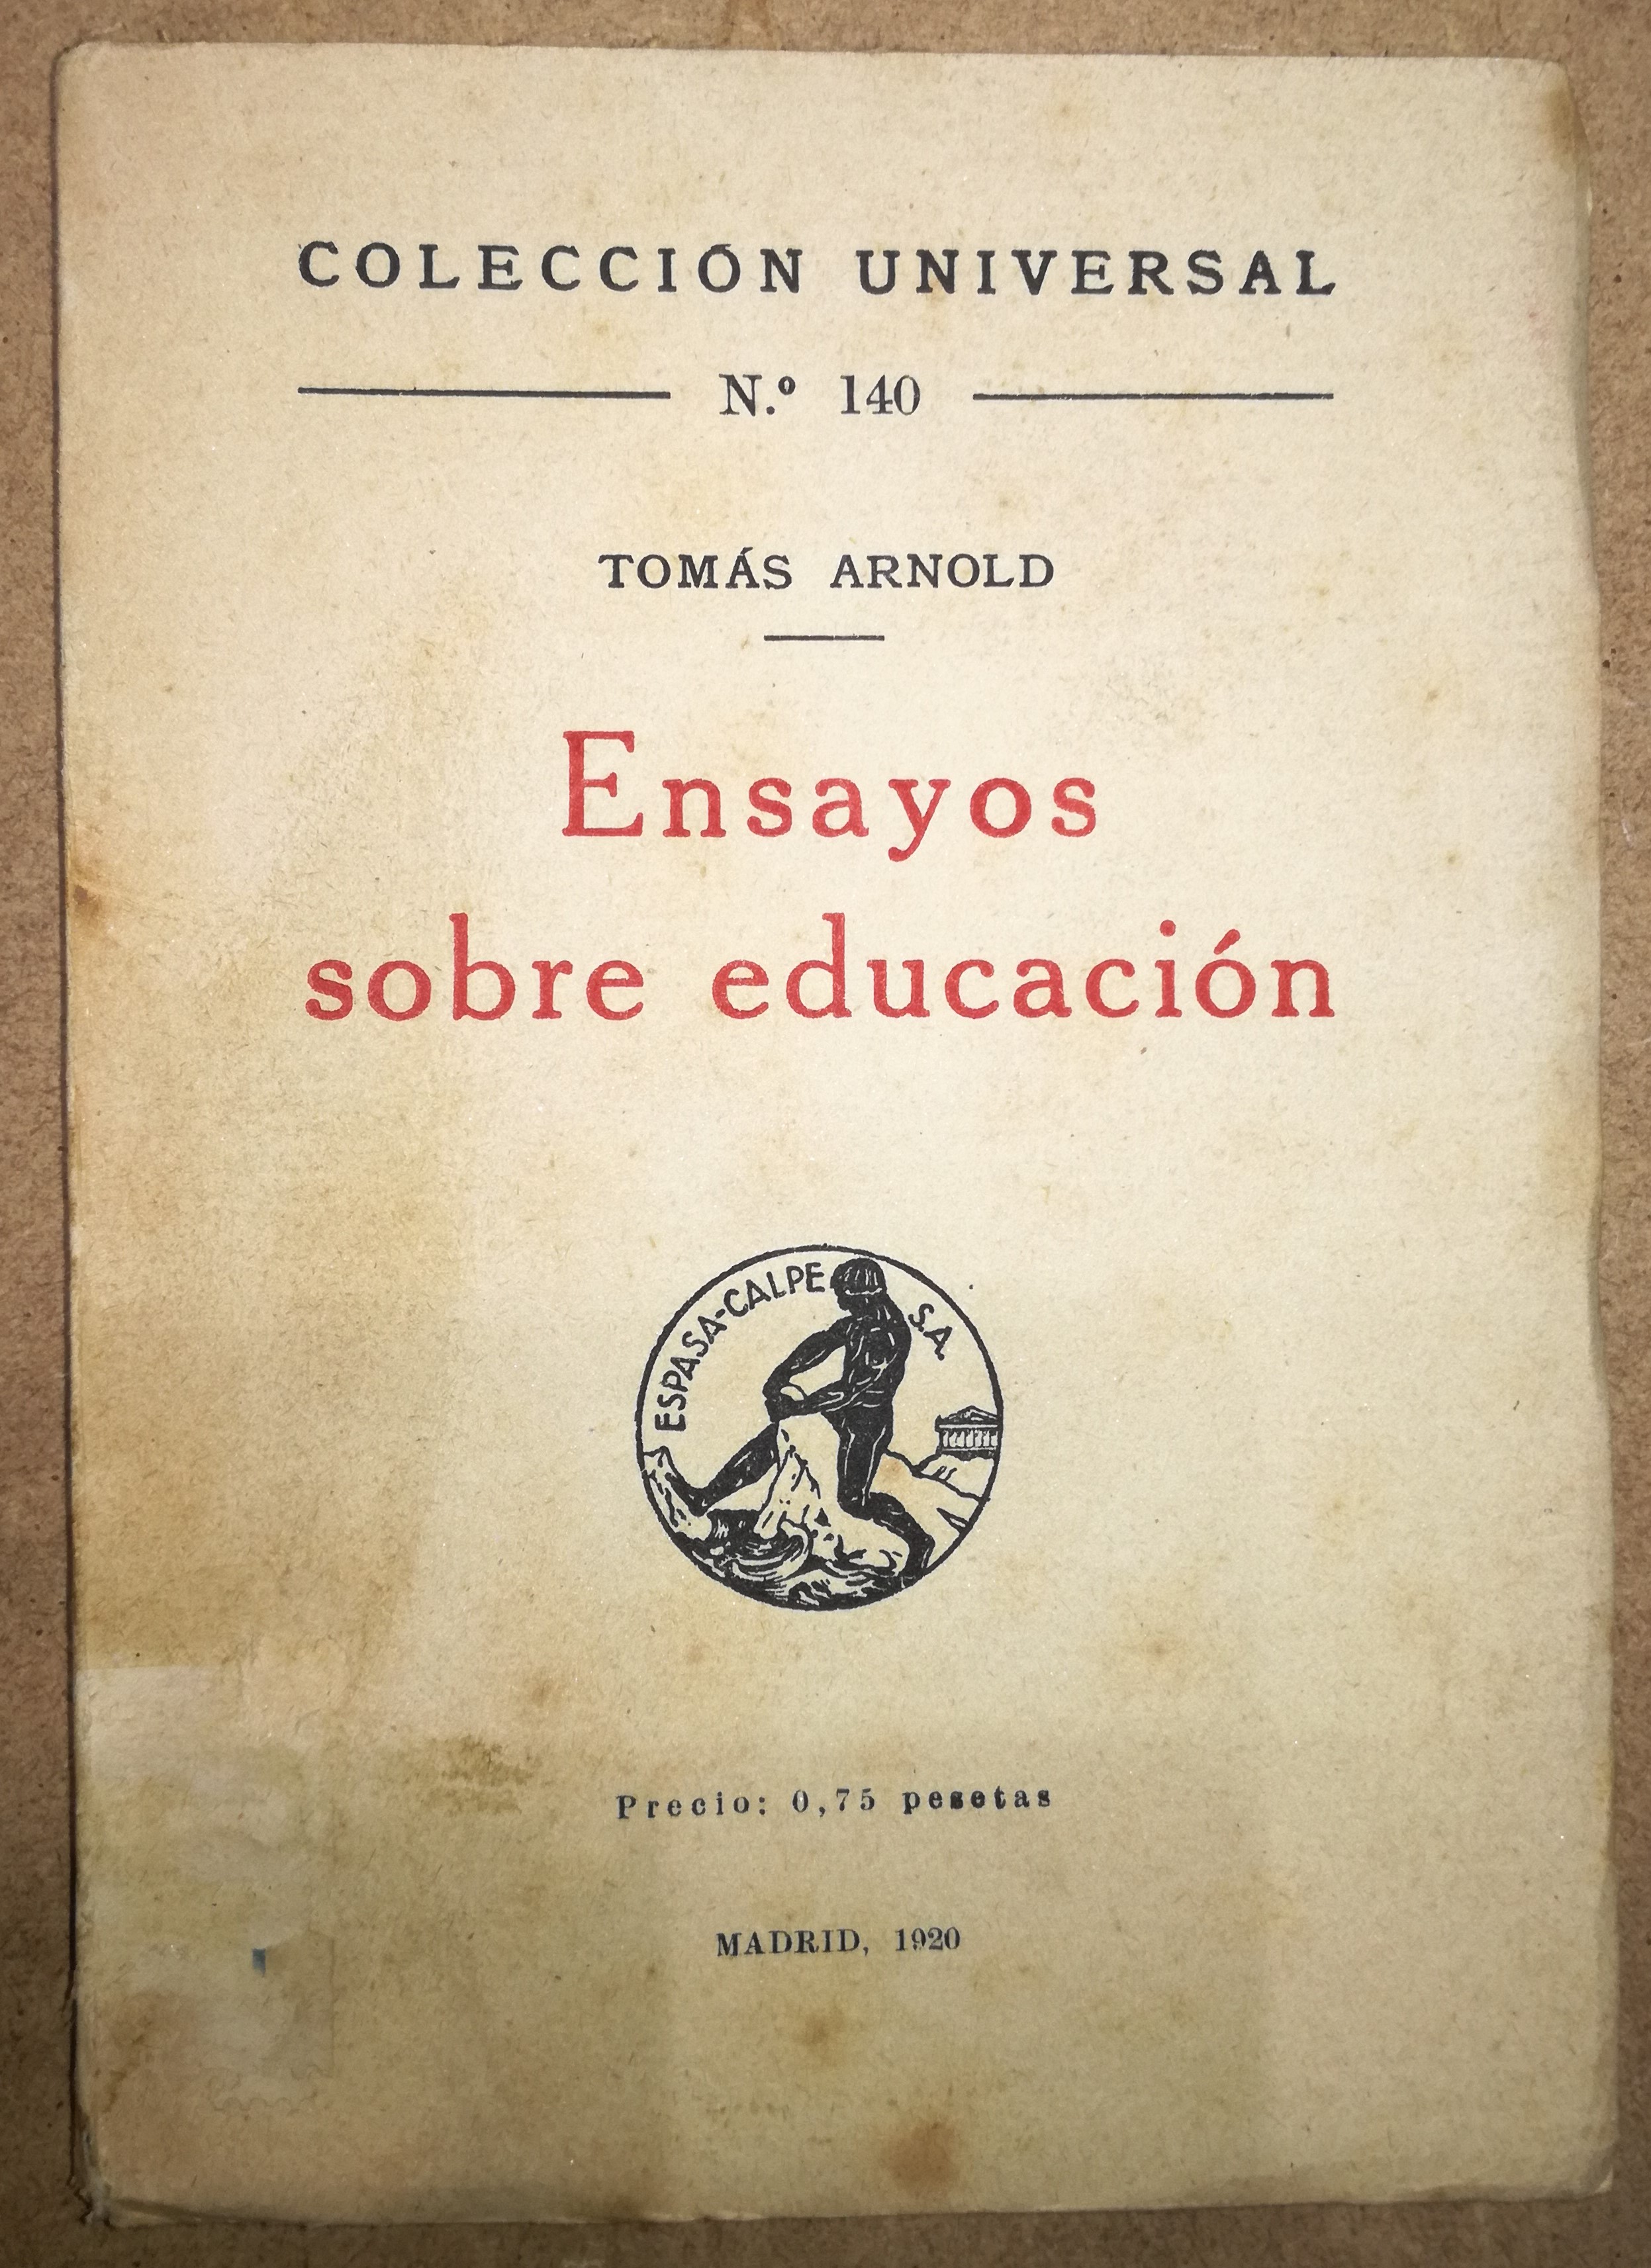 COLECCIÓN UNIVERSAL
N.º 140
TOMÁS ARNOLD
Ensayos
sobre educación
ESPASA-CALPE S.A.
Precio: 0,75 pesetas
MADRID, 1920